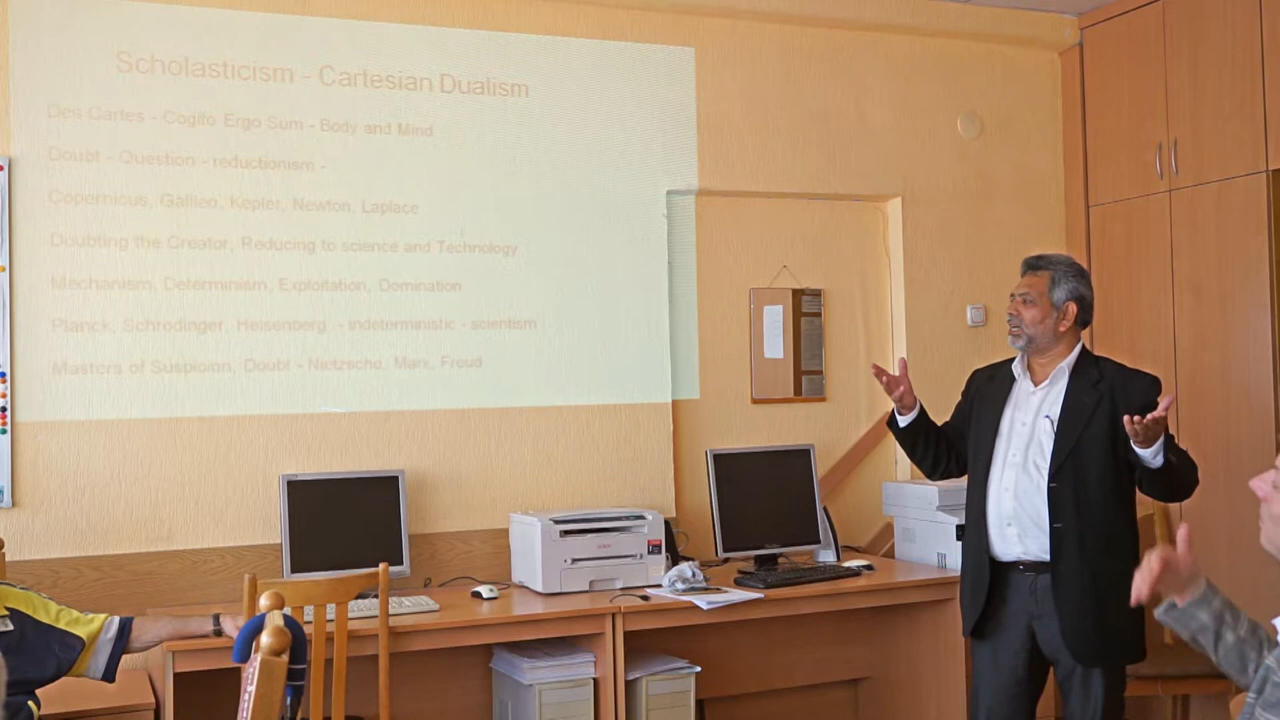 Scholasticism - Cartesian Dualism
Des Cartes - Cogito Ergo Sum - Body and Mind
Doubt - Question - reductionism -
Copernicus, Galileo, Kepler, Newton, Laplace
Doubting the Creator, Reducing to science and Technology
Mechanism, Determinism, Exploitation, Domination
Planck, Schrodinger, Heisenberg - indeterministic - scientism
Masters of Suspicion, Doubt - Nietzsche, Marx, Freud